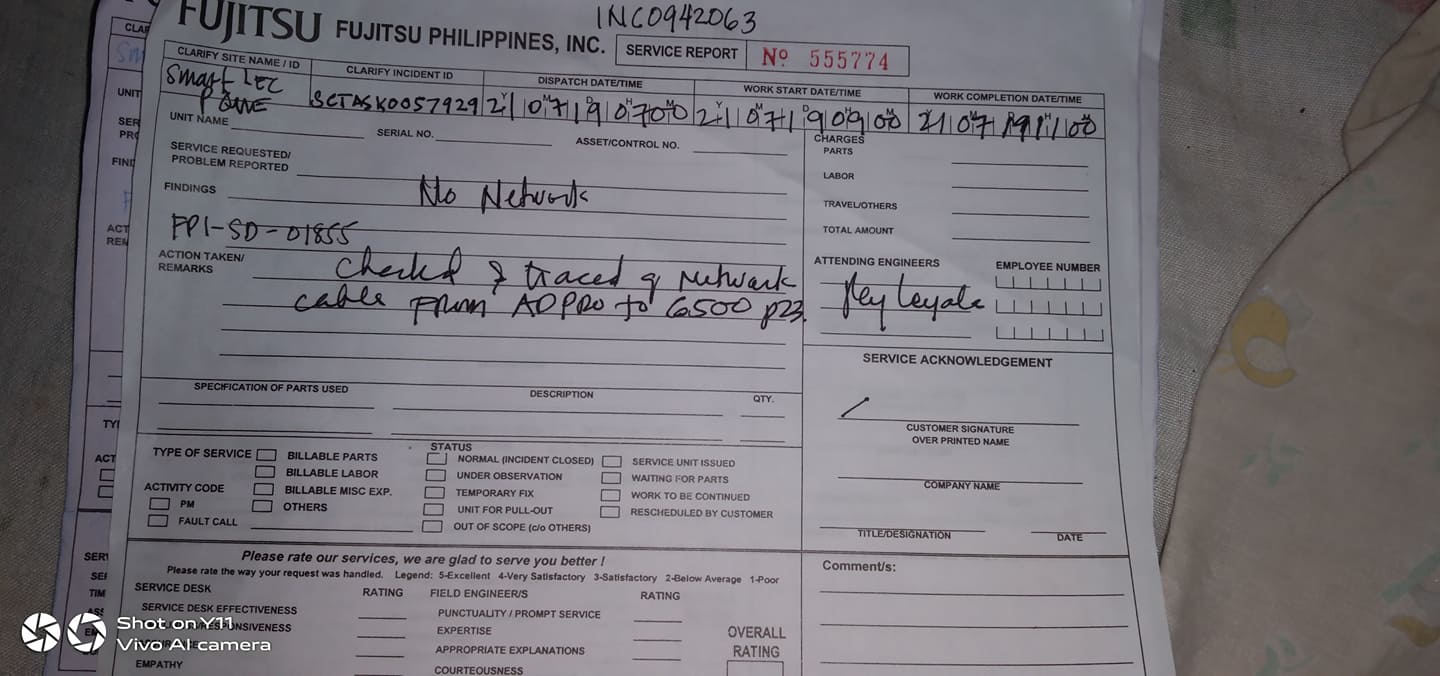 INC0942063
FUJITSU FUJITSU PHILIPPINES, INC. SERVICE REPORT Nº 555774
CLARIFY SITE NAME / ID CLARIFY INCIDENT ID DISPATCH DATE/TIME WORK START DATE/TIME WORK COMPLETION DATE/TIME
Smart LEC SCTASK0057929 21 07 19 0700 21 07 19 0900 21 07 19 1100
UNIT NAME SERIAL NO. ASSET/CONTROL NO. CHARGES
PARTS
SERVICE REQUESTED/
PROBLEM REPORTED
LABOR
FINDINGS No Network
TRAVEL/OTHERS
FPI-SD-01855
TOTAL AMOUNT
ACTION TAKEN/
REMARKS
Checked & traced network
cable From ADPRO to 6500 p23.
ATTENDING ENGINEERS EMPLOYEE NUMBER
SERVICE ACKNOWLEDGEMENT
SPECIFICATION OF PARTS USED DESCRIPTION QTY.
CUSTOMER SIGNATURE
OVER PRINTED NAME
TYPE OF SERVICE BILLABLE PARTS
BILLABLE LABOR
ACTIVITY CODE BILLABLE MISC EXP.
PM OTHERS
FAULT CALL
STATUS
NORMAL (INCIDENT CLOSED) SERVICE UNIT ISSUED
UNDER OBSERVATION WAITING FOR PARTS
TEMPORARY FIX WORK TO BE CONTINUED
UNIT FOR PULL-OUT RESCHEDULED BY CUSTOMER
OUT OF SCOPE (c/o OTHERS)
COMPANY NAME
TITLE/DESIGNATION DATE
Please rate our services, we are glad to serve you better !
Please rate the way your request was handled. Legend: 5-Excellent 4-Very Satisfactory 3-Satisfactory 2-Below Average 1-Poor
Comment/s:
SERVICE DESK RATING FIELD ENGINEER/S RATING
SERVICE DESK EFFECTIVENESS PUNCTUALITY / PROMPT SERVICE
EXPERTISE OVERALL
APPROPRIATE EXPLANATIONS RATING
EMPATHY COURTEOUSNESS
Shot on Y11
Vivo AI camera